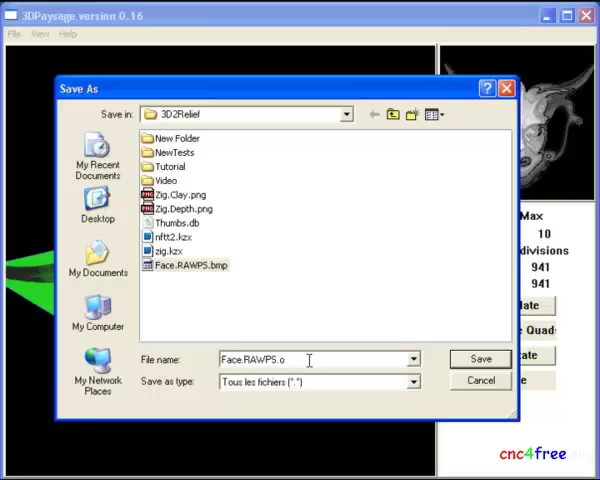 3DPaysage version 0.16
File View Help
Save As
Save in: 3D2Relief
My Recent Documents
Desktop
My Documents
My Computer
My Network Places
New Folder
NewTests
Tutorial
Video
Zig.Clay.png
Zig.Depth.png
Thumbs.db
nftt2.kzx
zig.kzx
Face.RAWPS.bmp
File name: Face.RAWPS.o
Save
Save as type: Tous les fichiers (*.*)
Cancel
Max
10
divisions
941
941
late
e Quad-
tate
e
cnc4free